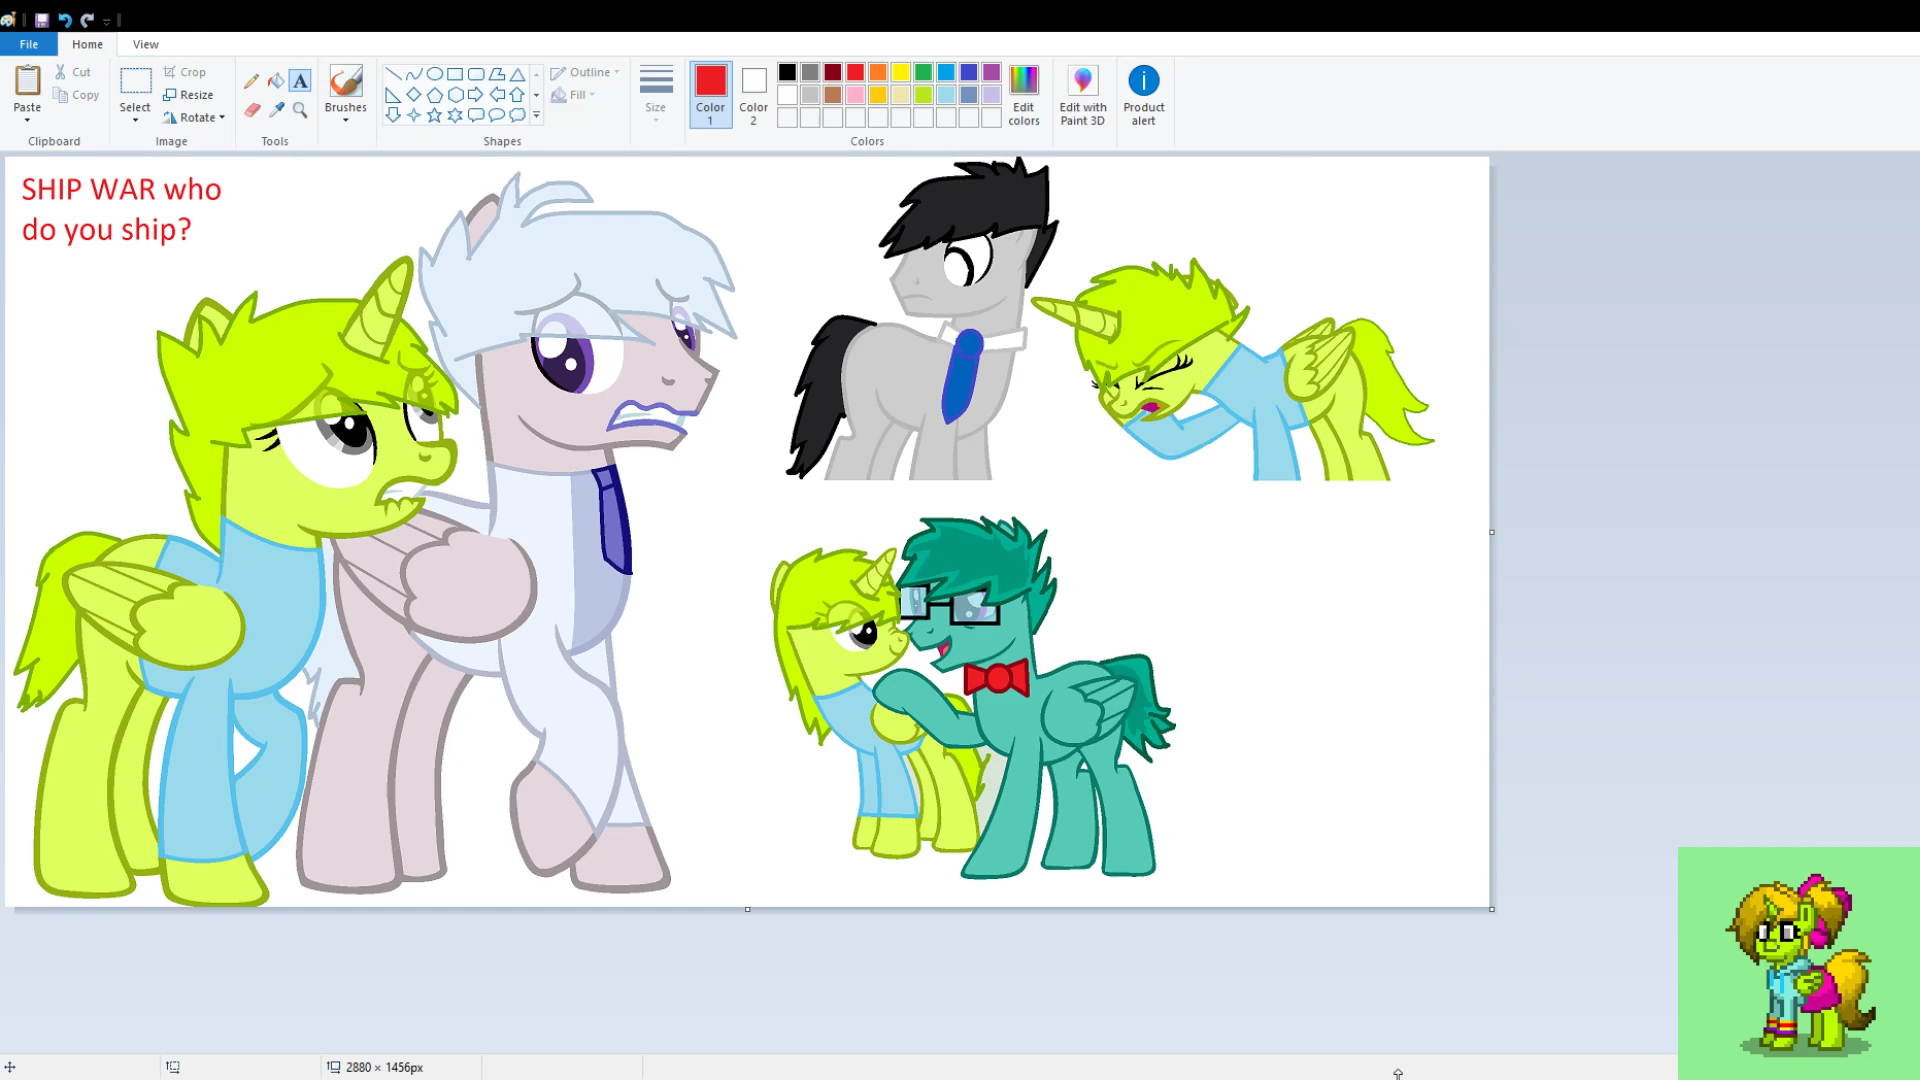 File Home View
Cut
Copy
Paste
Clipboard
Crop
Resize
Rotate
Select
Image
A
Tools
Brushes
Outline
Fill
Shapes
Size
Color 1
Color 2
Colors
Edit colors
Edit with Paint 3D
Product alert
SHIP WAR who
do you ship?
2880 × 1456px